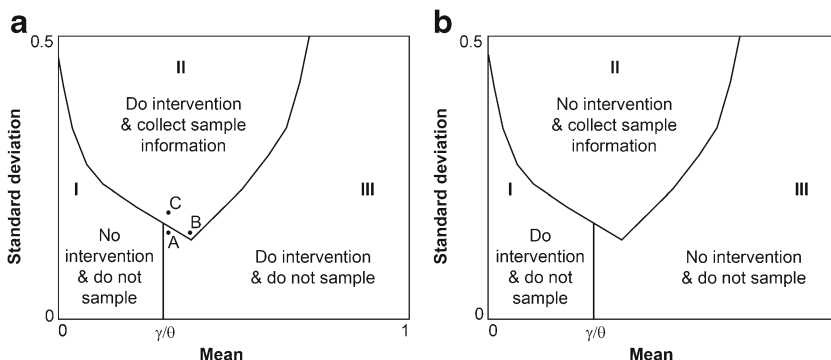 a
0.5
II
Do intervention
& collect sample
information
I
C
B
A
III
No
intervention
& do not
sample
Do intervention
& do not sample
Standard deviation
0
0
γ/θ
1
Mean
b
0.5
II
No intervention
& collect sample
information
I
III
Do
intervention
& do not
sample
No intervention
& do not sample
Standard deviation
0
0
γ/θ
Mean